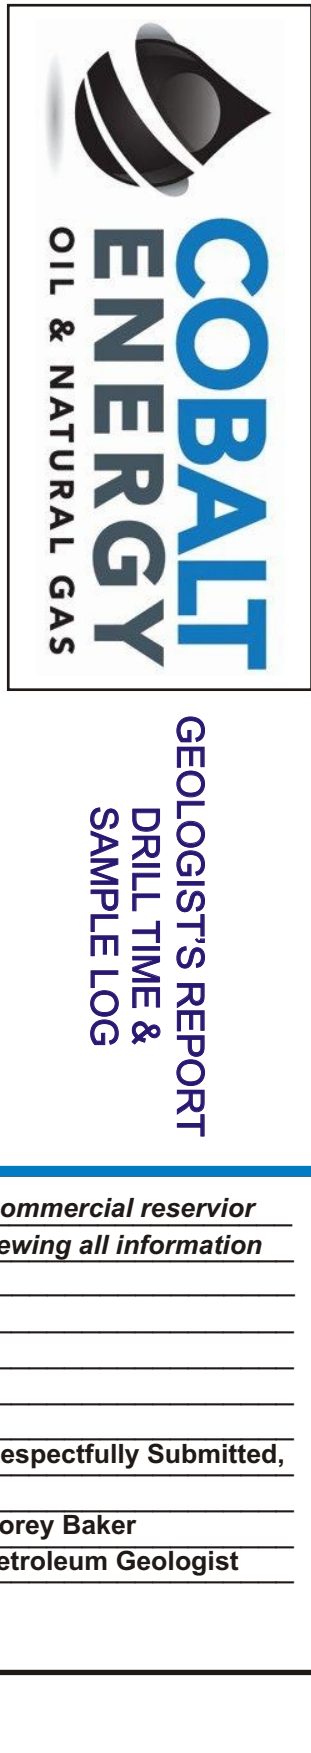 COBALT
ENERGY
OIL & NATURAL GAS
GEOLOGIST'S REPORT
DRILL TIME &
SAMPLE LOG
ommercial reservior
ewing all information
espectfully Submitted,
orey Baker
etroleum Geologist